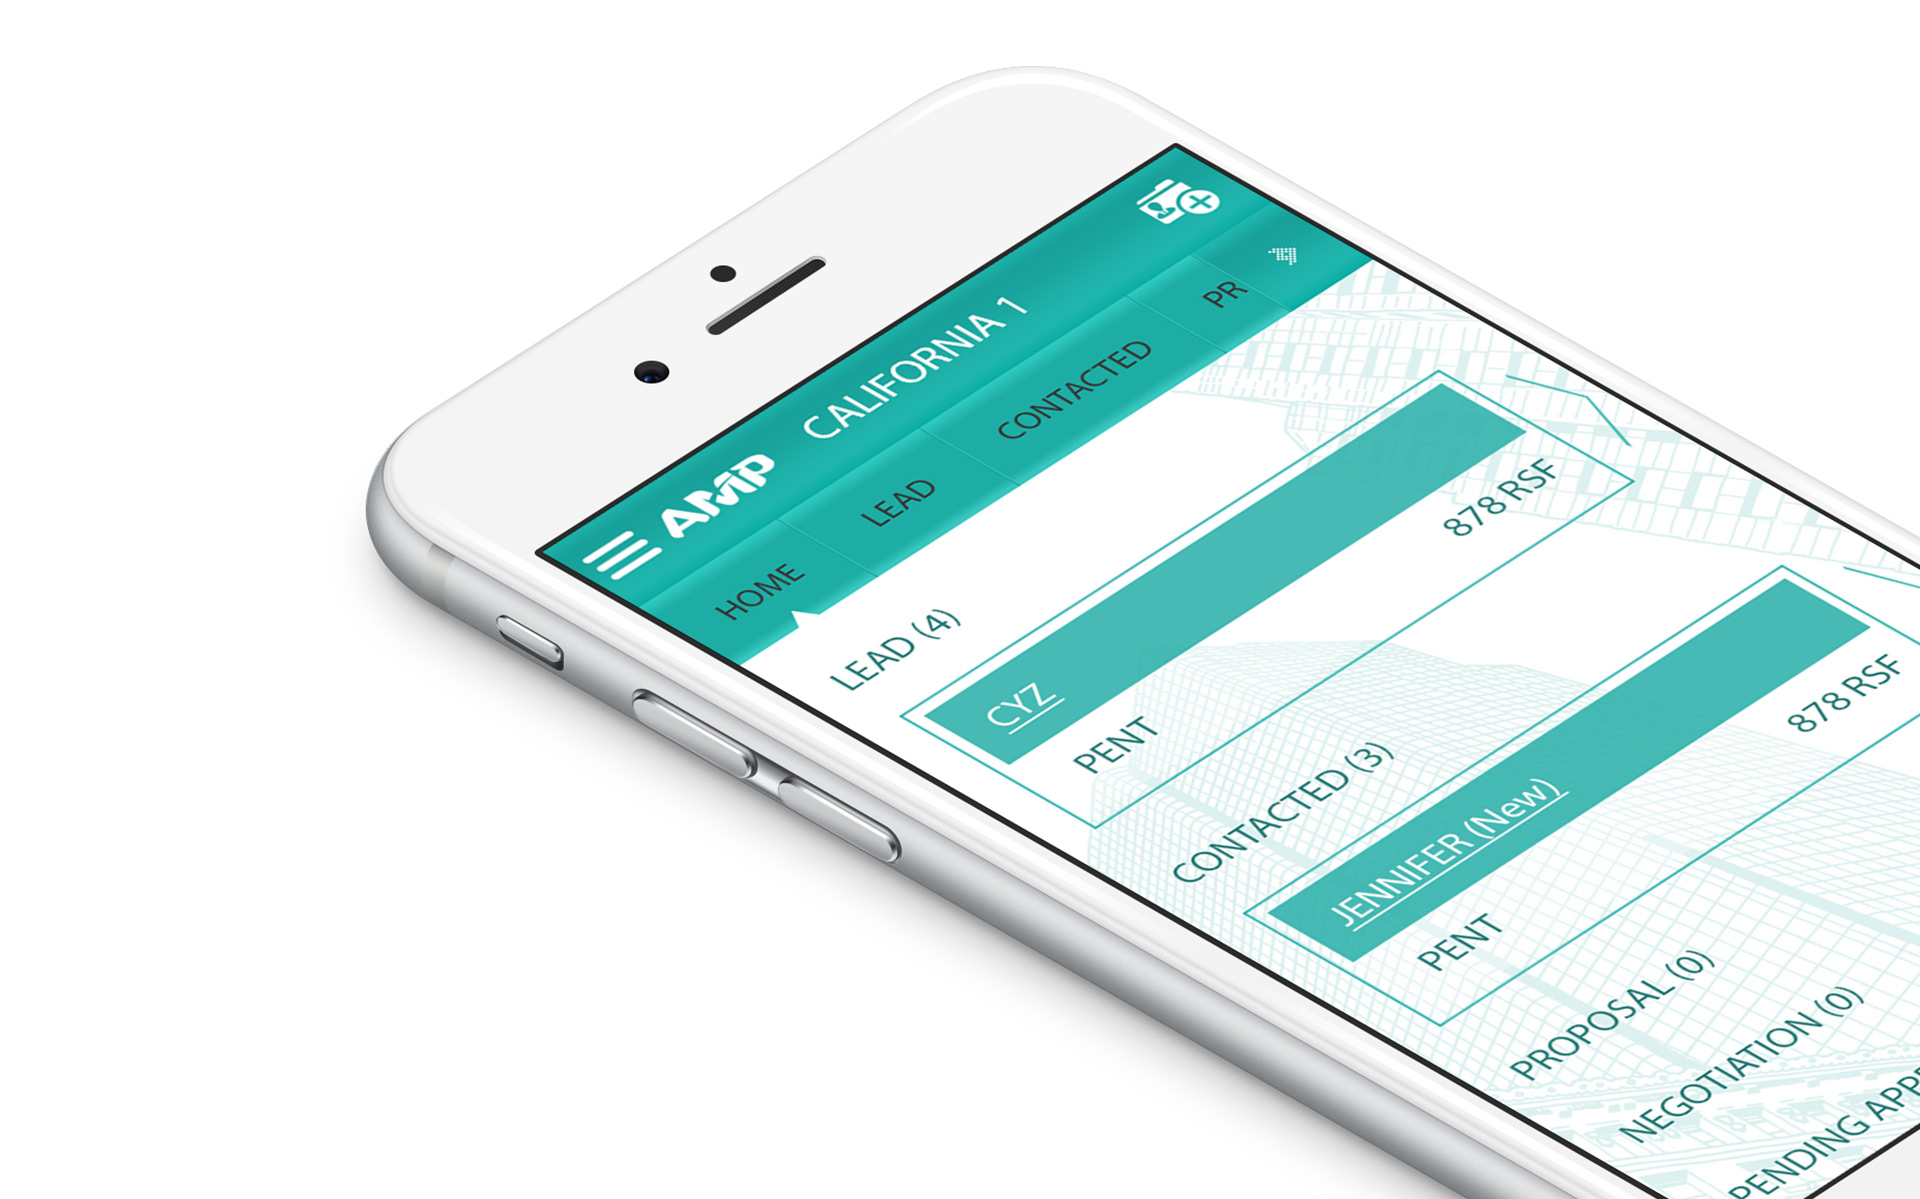 AMP CALIFORNIA 1
HOME LEAD CONTACTED PR
LEAD (4)
CYZ
PENT 878 RSF
CONTACTED (3)
JENNIFER (New)
PENT 878 RSF
PROPOSAL (0)
NEGOTIATION (0)
PENDING APP